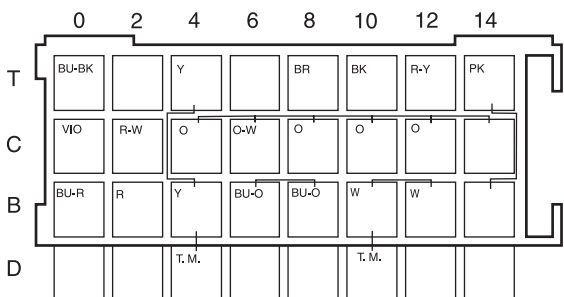 0 2 4 6 8 10 12 14
T BU-BK Y BR BK R-Y PK
C VIO R-W O O-W O O O
B BU-R R Y BU-O BU-O W W
D T. M. T. M.